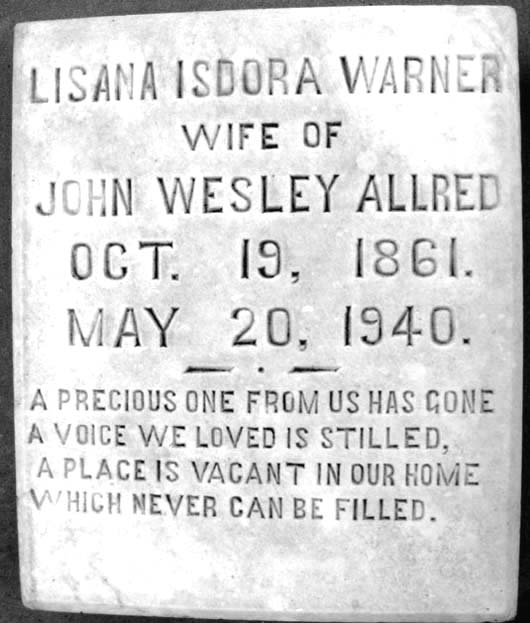 LISANA ISDORA WARNER
WIFE OF
JOHN WESLEY ALLRED
OCT. 19, 1861.
MAY 20, 1940.
A PRECIOUS ONE FROM US HAS GONE
A VOICE WE LOVED IS STILLED,
A PLACE IS VACANT IN OUR HOME
WHICH NEVER CAN BE FILLED.